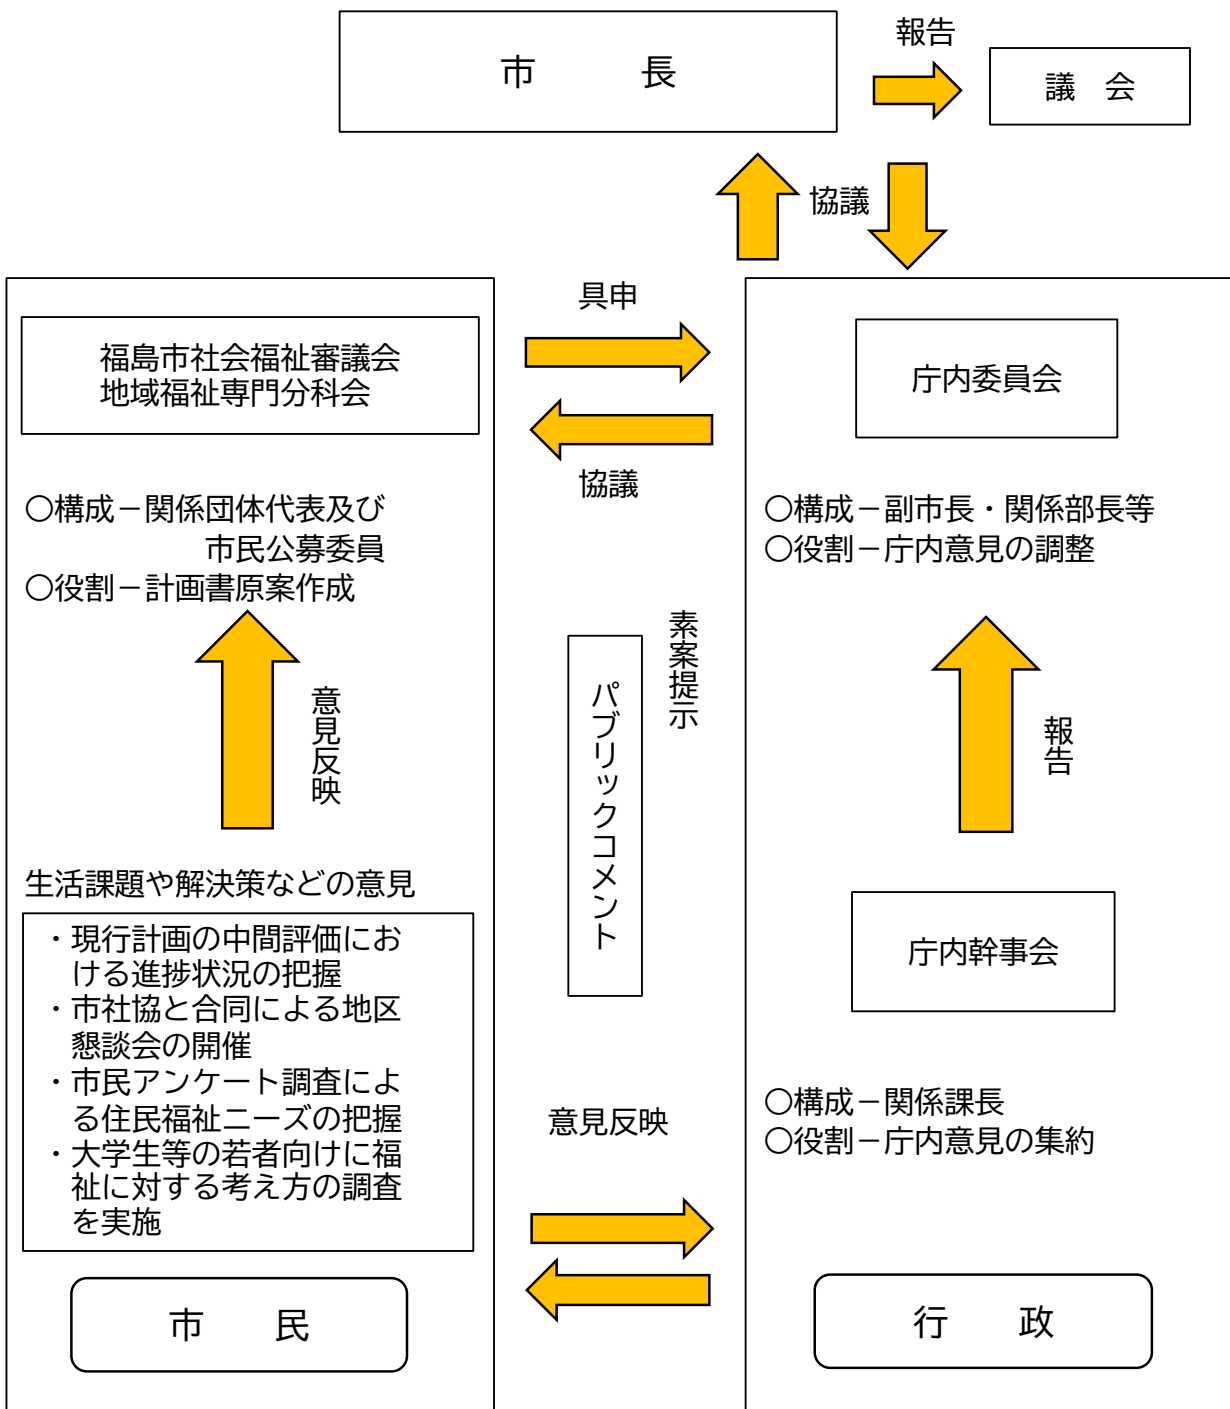 市　　　長
報告
議　会
協議
福島市社会福祉審議会
地域福祉専門分科会
具申
協議
庁内委員会
○構成－関係団体代表及び
市民公募委員
○役割－計画書原案作成
○構成－副市長・関係部長等
○役割－庁内意見の調整
意見反映
パブリックコメント
素案提示
報告
生活課題や解決策などの意見
・現行計画の中間評価にお
ける進捗状況の把握
・市社協と合同による地区
懇談会の開催
・市民アンケート調査によ
る住民福祉ニーズの把握
・大学生等の若者向けに福
祉に対する考え方の調査
を実施
庁内幹事会
○構成－関係課長
○役割－庁内意見の集約
意見反映
市　　民
行　　政